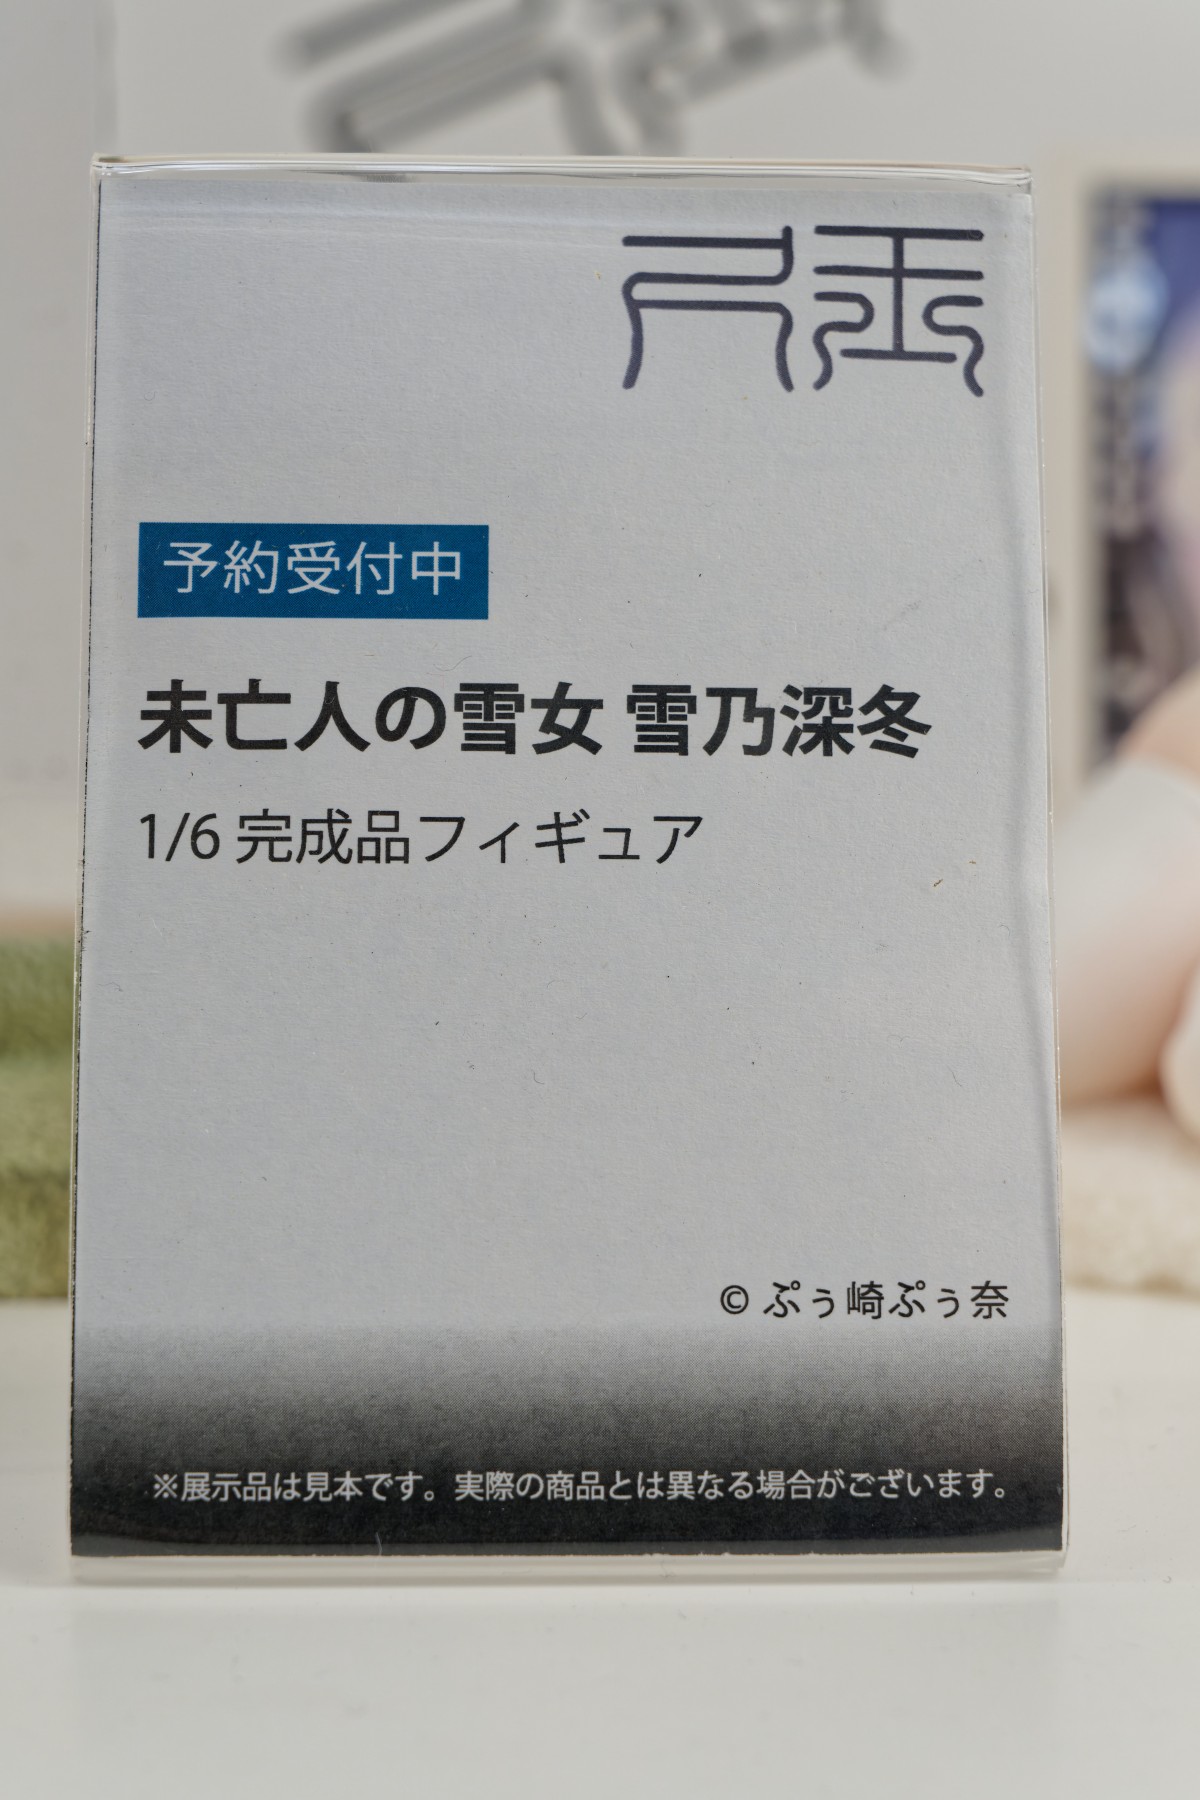 予約受付中
未亡人の雪女 雪乃深冬
1/6 完成品フィギュア
© ぷぅ崎ぷぅ奈
※展示品は見本です。実際の商品とは異なる場合がございます。